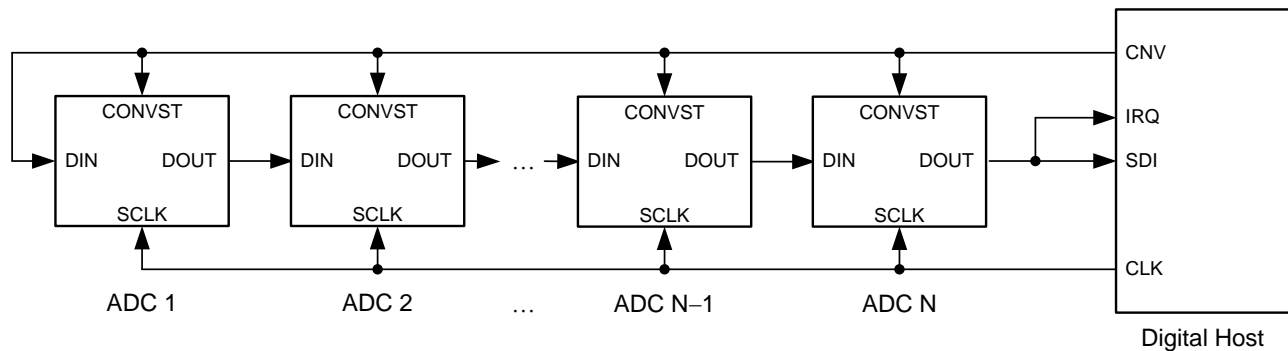 CNV
CONVST CONVST CONVST CONVST
IRQ
DIN DOUT DIN DOUT … DIN DOUT DIN DOUT SDI
SCLK SCLK SCLK SCLK
CLK
ADC 1 ADC 2 … ADC N−1 ADC N
Digital Host